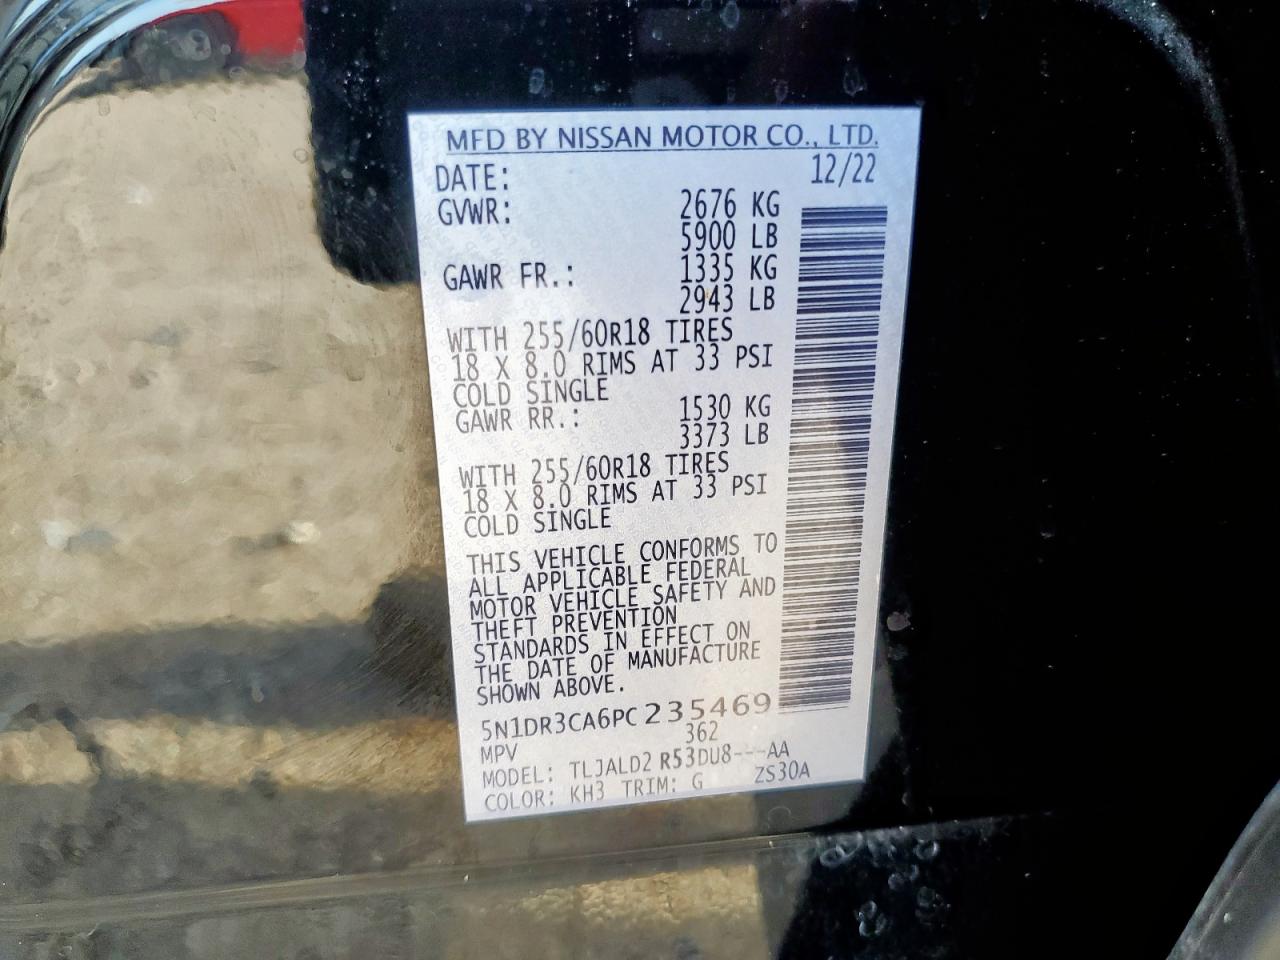 MFD BY NISSAN MOTOR CO., LTD.
DATE: 12/22
GVWR: 2676 KG
5900 LB
GAWR FR.: 1335 KG
2943 LB
WITH 255/60R18 TIRES
18 X 8.0 RIMS AT 33 PSI
COLD SINGLE
GAWR RR.: 1530 KG
3373 LB
WITH 255/60R18 TIRES
18 X 8.0 RIMS AT 33 PSI
COLD SINGLE
THIS VEHICLE CONFORMS TO
ALL APPLICABLE FEDERAL
MOTOR VEHICLE SAFETY AND
THEFT PREVENTION
STANDARDS IN EFFECT ON
THE DATE OF MANUFACTURE
SHOWN ABOVE.
5N1DR3CA6PC235469
MPV 362
MODEL: TLJALD2 R53DU8---AA
COLOR: KH3 TRIM: G ZS30A